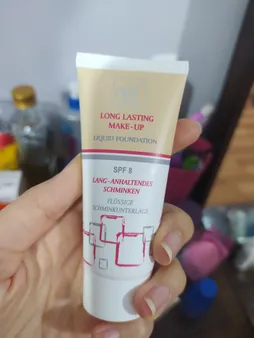 LONG LASTING
MAKE-UP
LIQUID FOUNDATION
SPF 8
LANG-ANHALTENDES
SCHMINKEN
FLÜSSIGE
SCHMINKUNTERLAGE